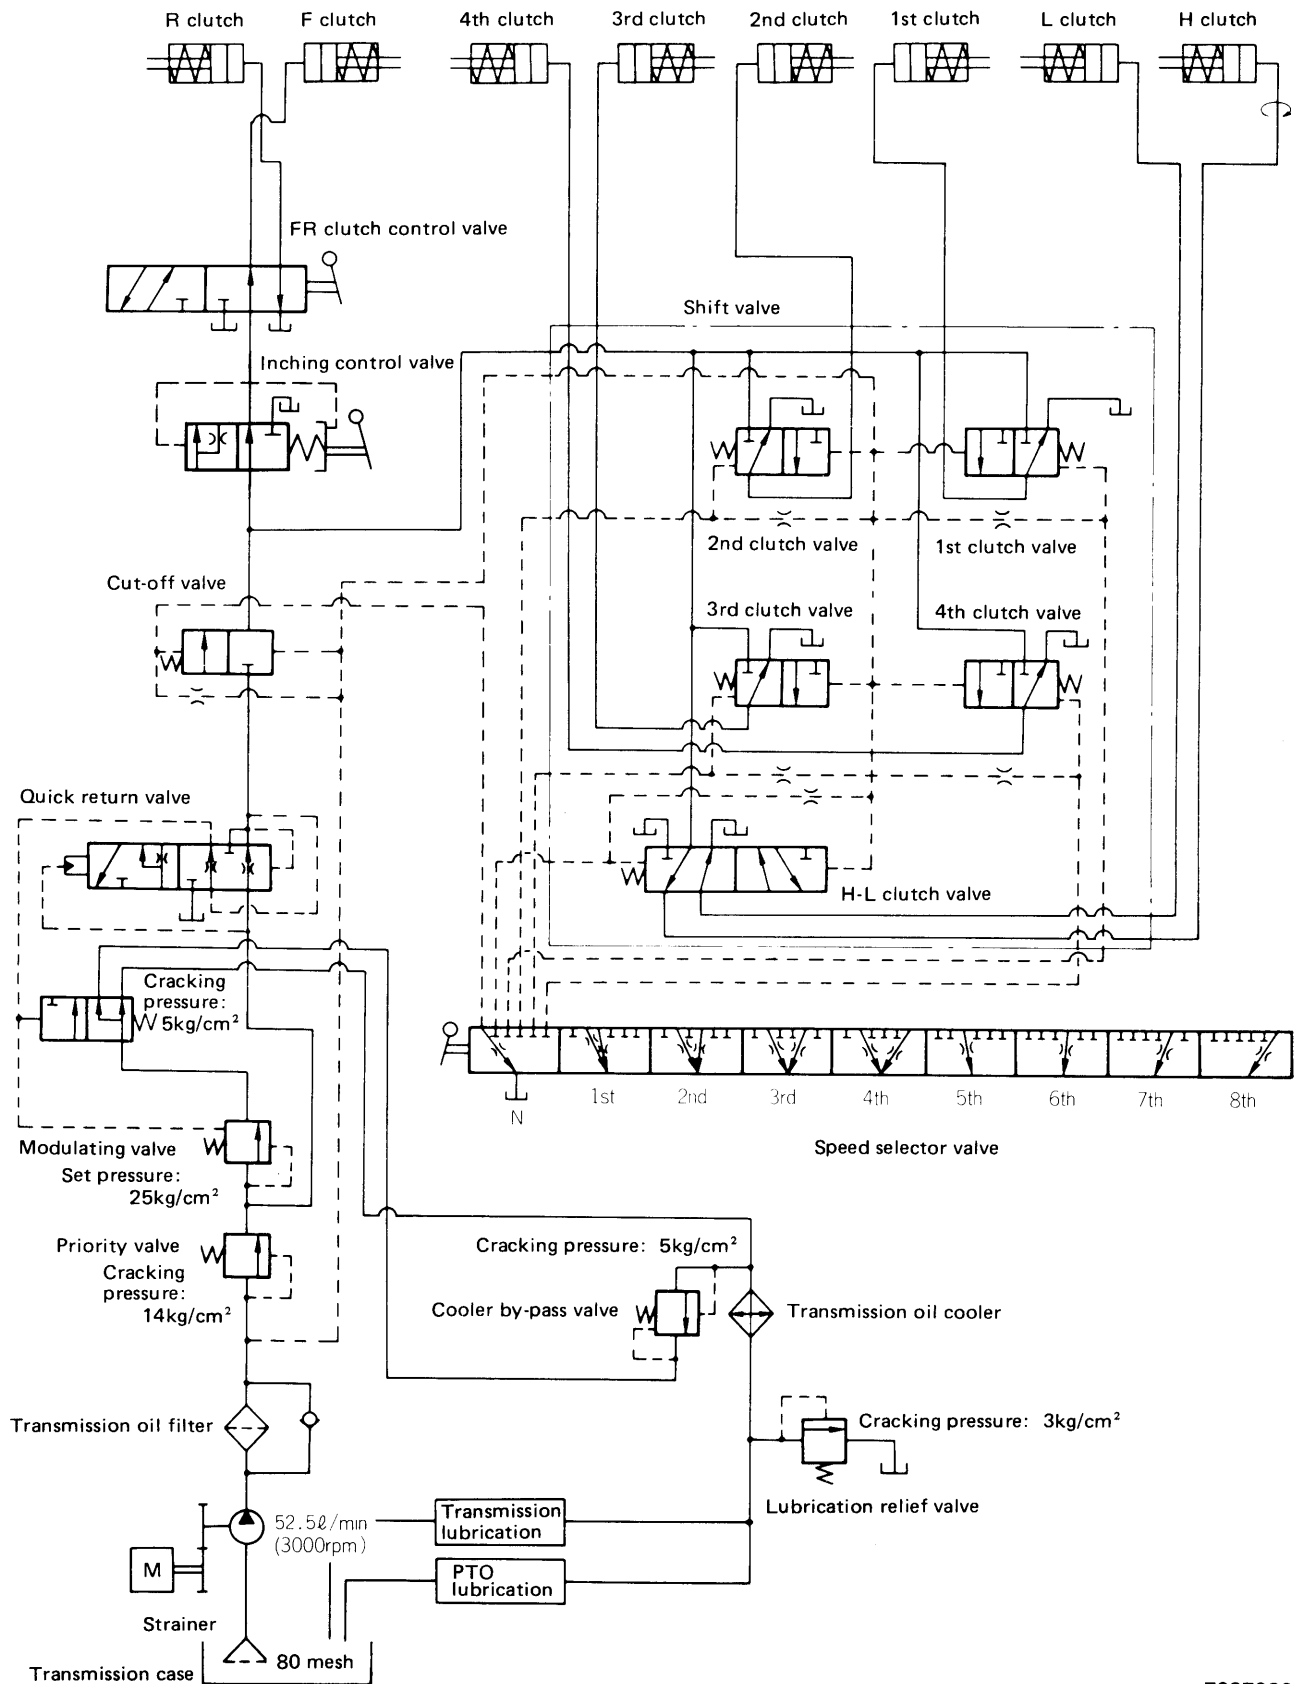 R clutch
F clutch
4th clutch
3rd clutch
2nd clutch
1st clutch
L clutch
H clutch
FR clutch control valve
Shift valve
Inching control valve
2nd clutch valve
1st clutch valve
Cut-off valve
3rd clutch valve
4th clutch valve
Quick return valve
H-L clutch valve
Cracking
pressure:
5kg/cm²
N
1st
2nd
3rd
4th
5th
6th
7th
8th
Speed selector valve
Modulating valve
Set pressure:
25kg/cm²
Priority valve
Cracking
pressure:
14kg/cm²
Cracking pressure: 5kg/cm²
Cooler by-pass valve
Transmission oil cooler
Transmission oil filter
Cracking pressure: 3kg/cm²
Lubrication relief valve
52.5ℓ/min
(3000rpm)
Transmission
lubrication
M
PTO
lubrication
Strainer
80 mesh
Transmission case